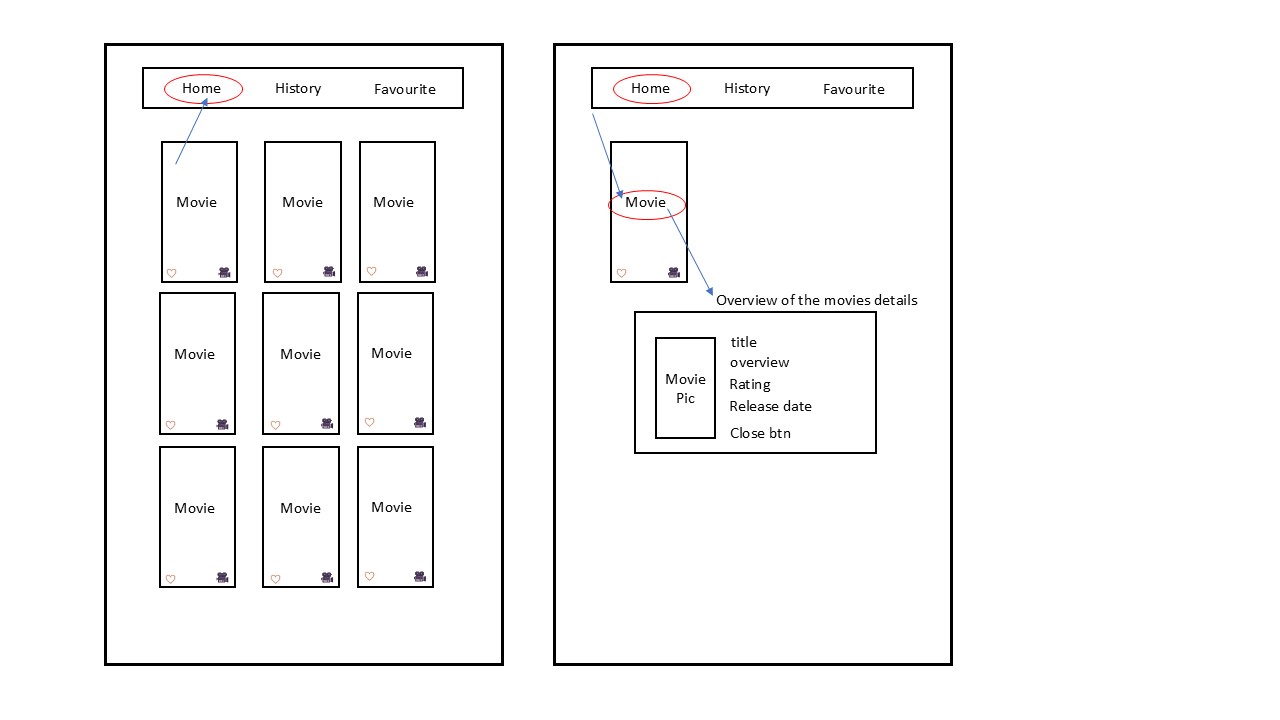 Home History Favourite
Movie Movie Movie
Movie Movie Movie
Movie Movie Movie
Home History Favourite
Movie
Overview of the movies details
Movie
Pic
title
overview
Rating
Release date
Close btn